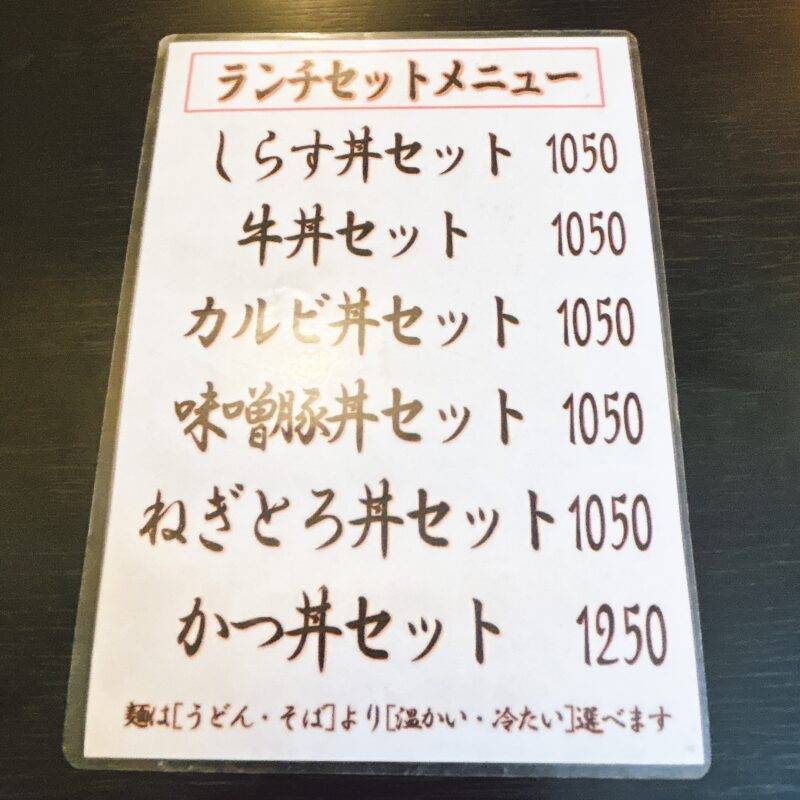 ランチセットメニュー
しらす丼セット 1050
牛丼セット 1050
カルビ丼セット 1050
味噌豚丼セット 1050
ねぎとろ丼セット 1050
かつ丼セット 1250
麺は[うどん・そば]より[温かい・冷たい]選べます